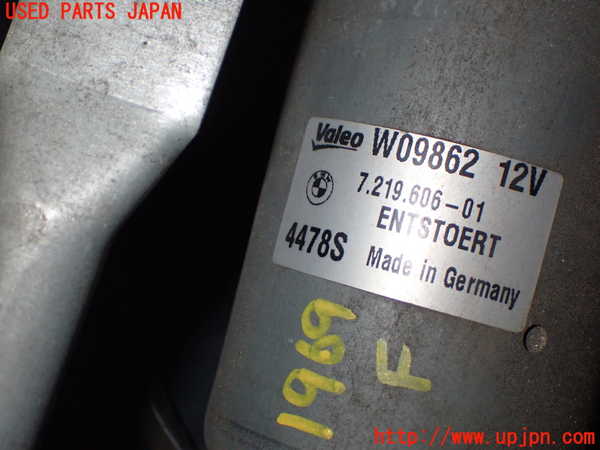 USED PARTS JAPAN
Valeo W09862 12V
BMW
7.219.606-01
ENTSTOERT
4478S Made in Germany
1969
F
http://www.upjpn.com/